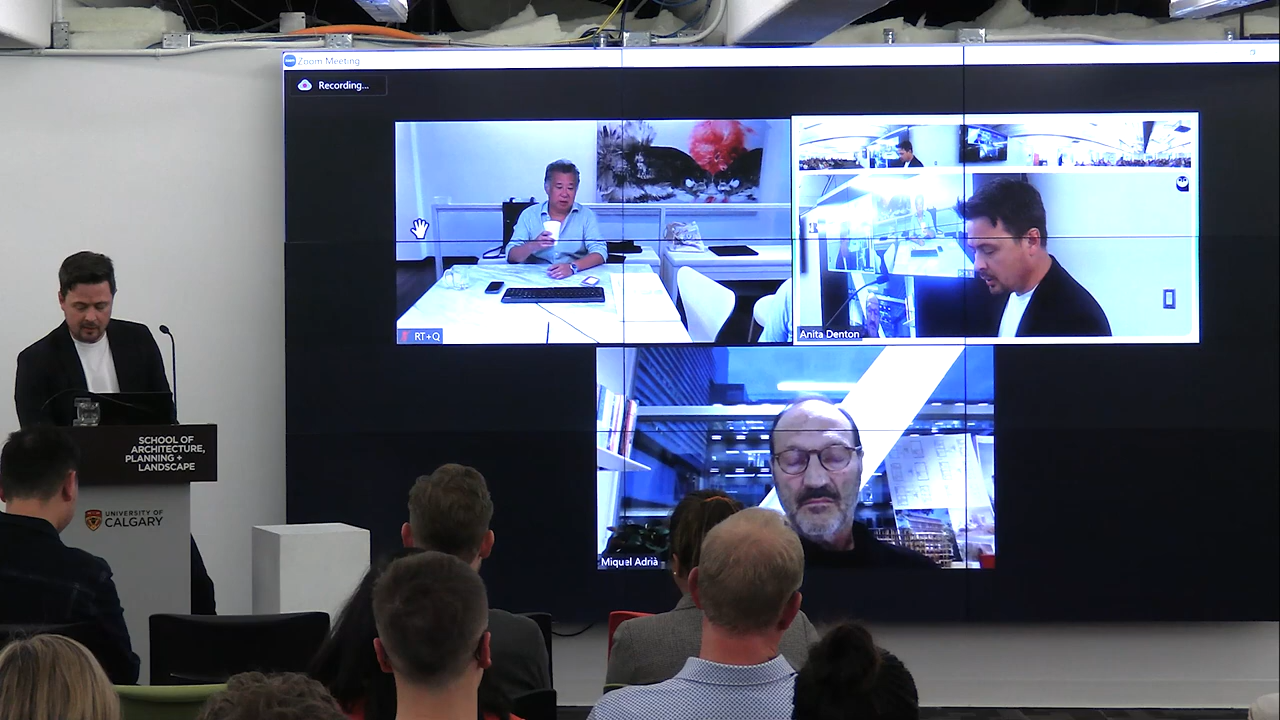 Zoom Meeting
Recording...
RT+Q
Anita Denton
Miquel Adrià
SCHOOL OF
ARCHITECTURE,
PLANNING +
LANDSCAPE
UNIVERSITY OF
CALGARY